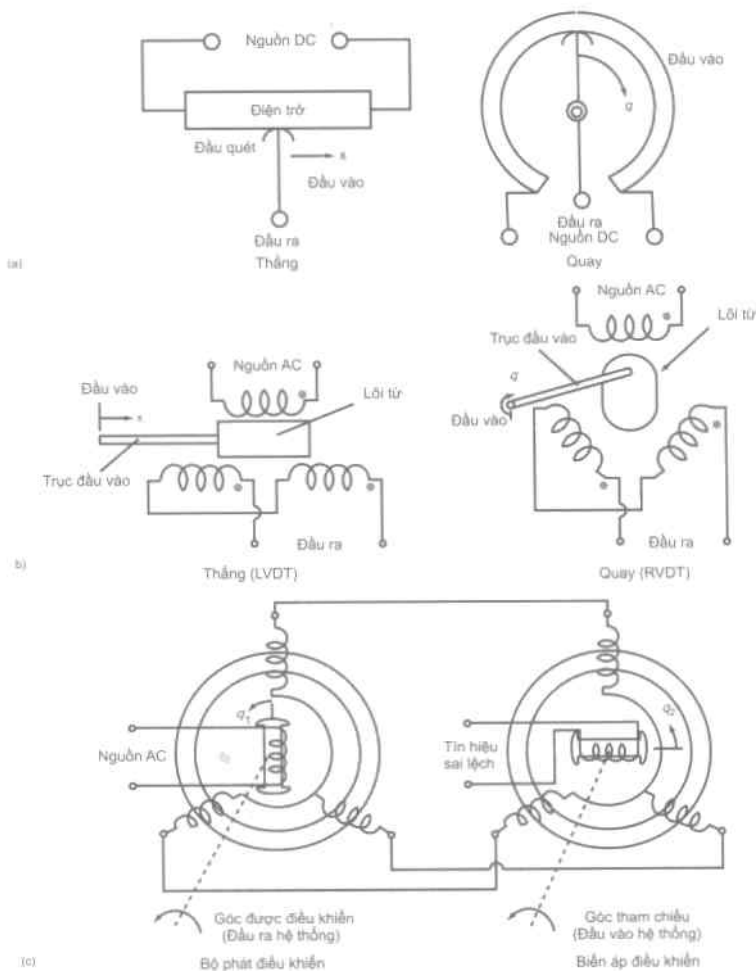 Nguồn DC
Điện trở
Đầu quét
x
Đầu vào
Đầu ra
Thẳng
Đầu vào
q
Đầu ra
Nguồn DC
Quay
(a)
Nguồn AC
Đầu vào
x
Lõi từ
Trục đầu vào
Đầu ra
Thẳng (LVDT)
Nguồn AC
Lõi từ
Trục đầu vào
q
Đầu vào
Đầu ra
Quay (RVDT)
b)
q1
Nguồn AC
Góc được điều khiển
(Đầu ra hệ thống)
Bộ phát điều khiển
q2
Tín hiệu
sai lệch
Góc tham chiếu
(Đầu vào hệ thống)
Biến áp điều khiển
(c)